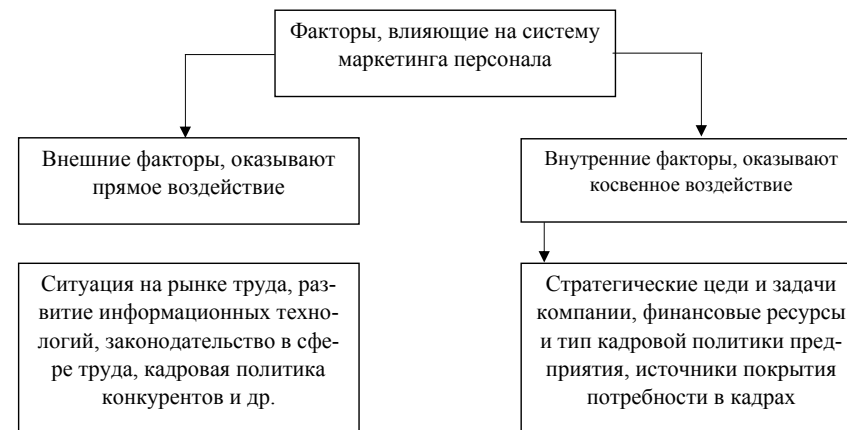 Факторы, влияющие на систему
маркетинга персонала
Внешние факторы, оказывают
прямое воздействие
Внутренние факторы, оказывают
косвенное воздействие
Ситуация на рынке труда, раз-
витие информационных техно-
логий, законодательство в сфе-
ре труда, кадровая политика
конкурентов и др.
Стратегические цеди и задачи
компании, финансовые ресурсы
и тип кадровой политики пред-
приятия, источники покрытия
потребности в кадрах